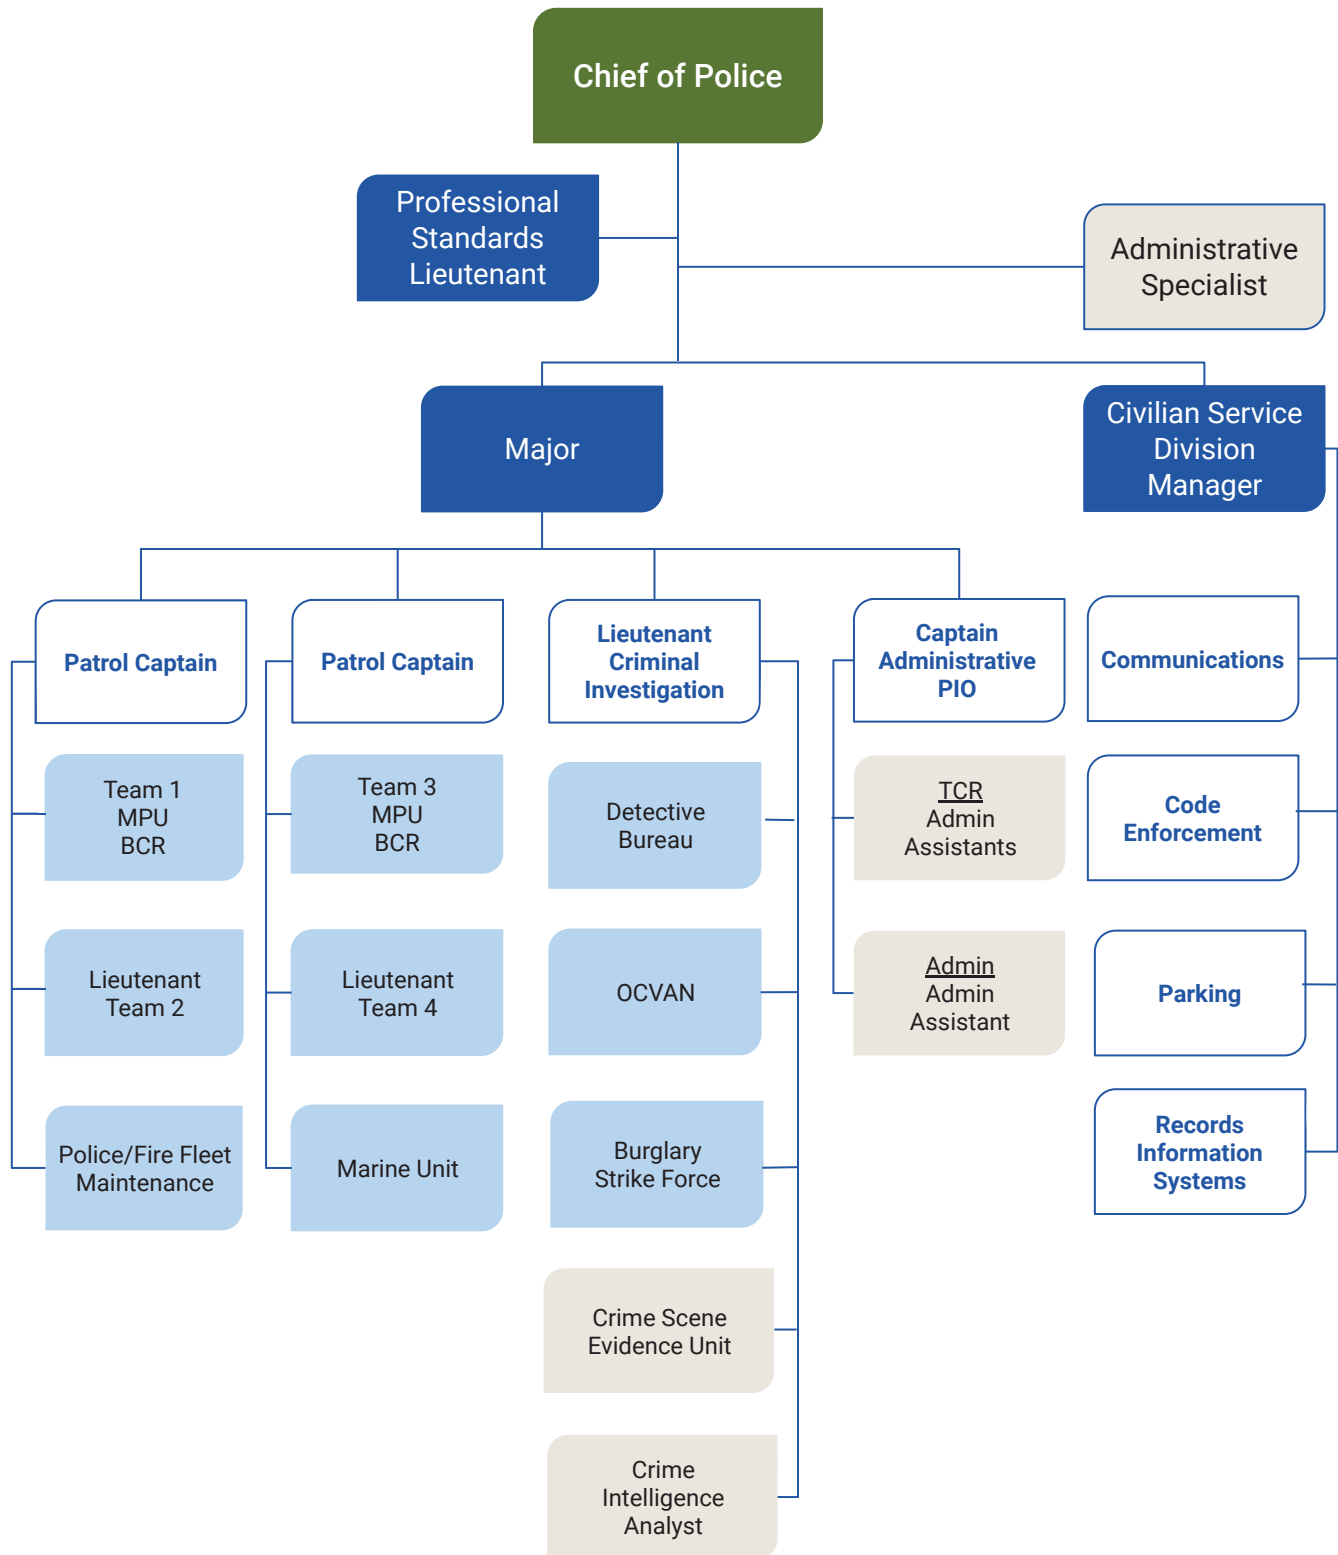 Chief of Police
Professional
Standards
Lieutenant
Administrative
Specialist
Major
Civilian Service
Division
Manager
Patrol Captain
Patrol Captain
Lieutenant
Criminal
Investigation
Captain
Administrative
PIO
Communications
Team 1
MPU
BCR
Team 3
MPU
BCR
Detective
Bureau
TCR
Admin
Assistants
Code
Enforcement
Lieutenant
Team 2
Lieutenant
Team 4
OCVAN
Admin
Admin
Assistant
Parking
Police/Fire Fleet
Maintenance
Marine Unit
Burglary
Strike Force
Records
Information
Systems
Crime Scene
Evidence Unit
Crime
Intelligence
Analyst